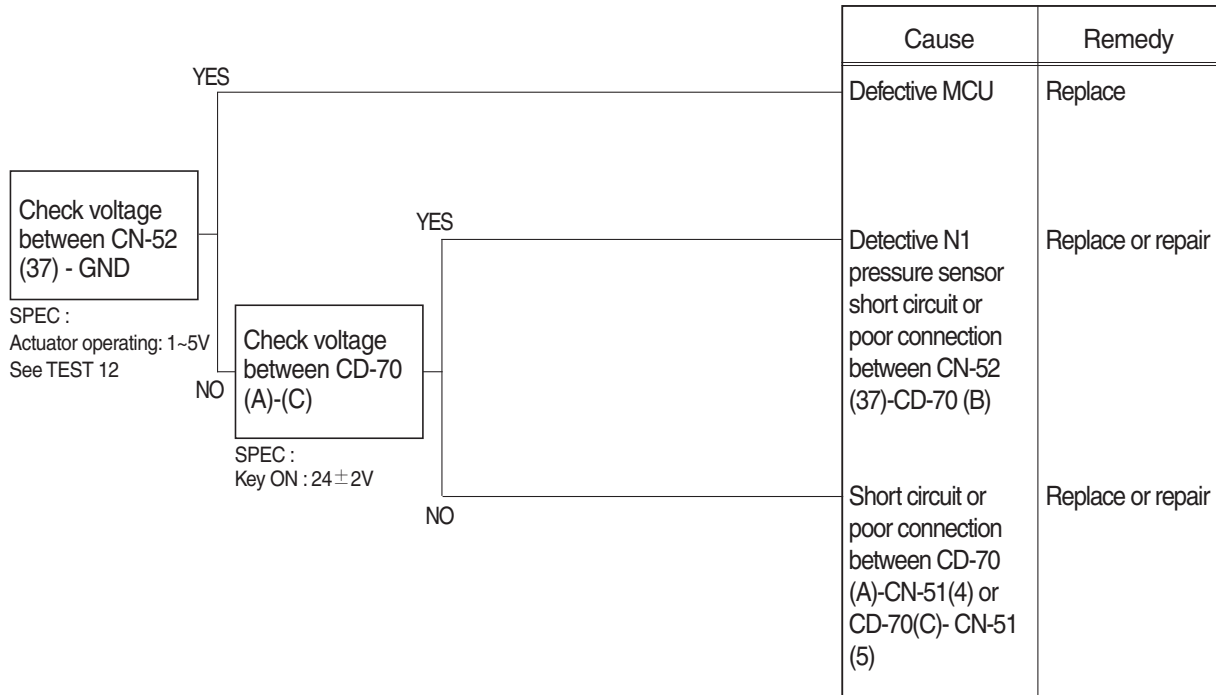 Cause
Remedy
YES
Defective MCU
Replace
Check voltage
between CN-52
(37) - GND
SPEC :
Actuator operating: 1~5V
See TEST 12
NO
YES
Detective N1
pressure sensor
short circuit or
poor connection
between CN-52
(37)-CD-70 (B)
Replace or repair
Check voltage
between CD-70
(A)-(C)
SPEC :
Key ON : 24±2V
NO
Short circuit or
poor connection
between CD-70
(A)-CN-51(4) or
CD-70(C)- CN-51
(5)
Replace or repair